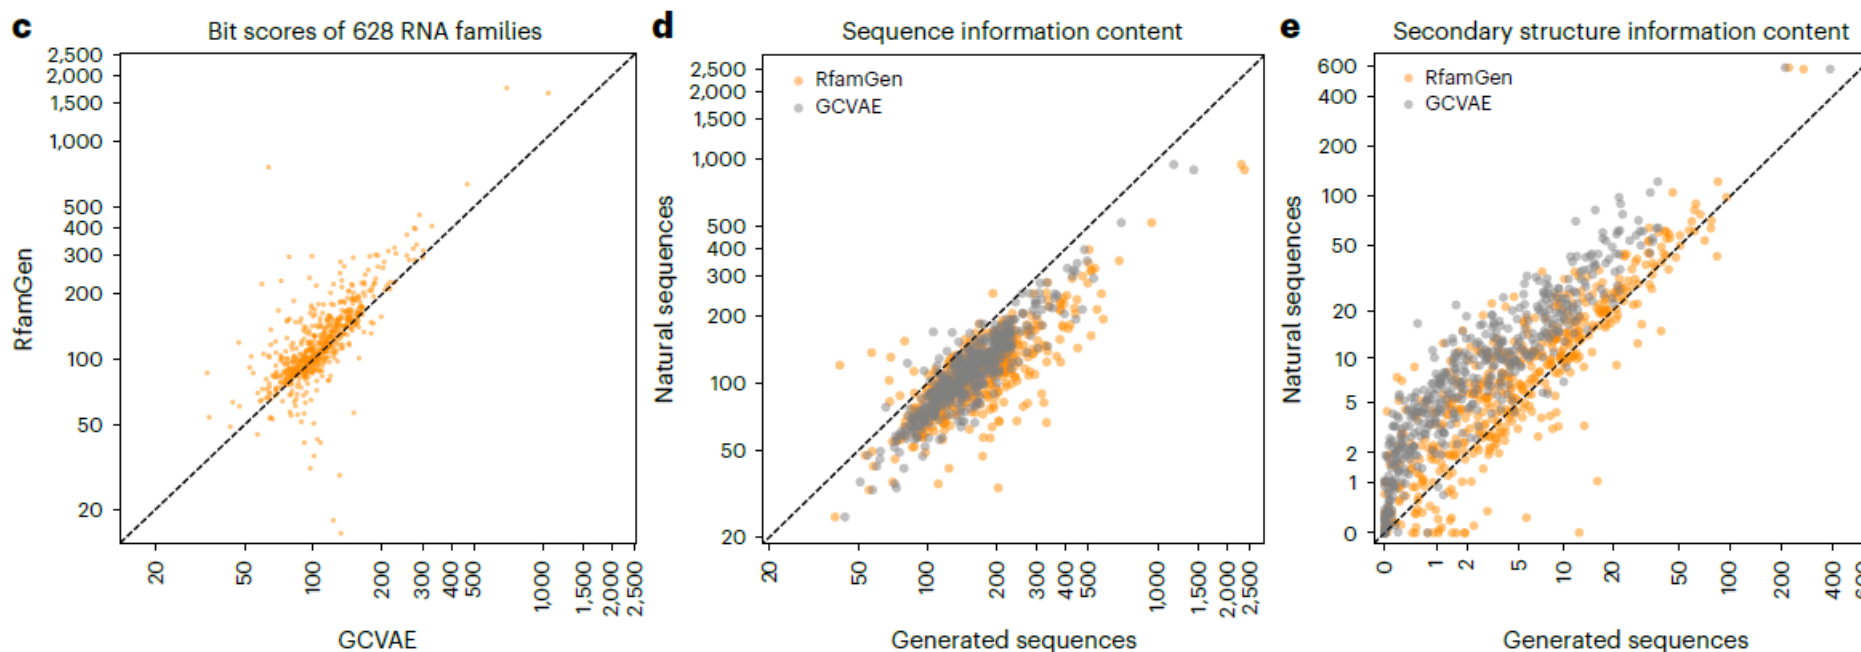 c Bit scores of 628 RNA families
RfamGen
2,500
2,000
1,500
1,000
500
400
300
200
100
50
20
20 50 100 200 300 400 500 1,000 1,500 2,000 2,500
GCVAE
d Sequence information content
RfamGen
GCVAE
Natural sequences
2,500
2,000
1,500
1,000
500
400
300
200
100
50
20
20 50 100 200 300 400 500 1,000 1,500 2,000 2,500
Generated sequences
e Secondary structure information content
RfamGen
GCVAE
Natural sequences
600
400
200
100
50
20
10
5
2
1
0
0 1 2 5 10 20 50 100 200 400 600
Generated sequences